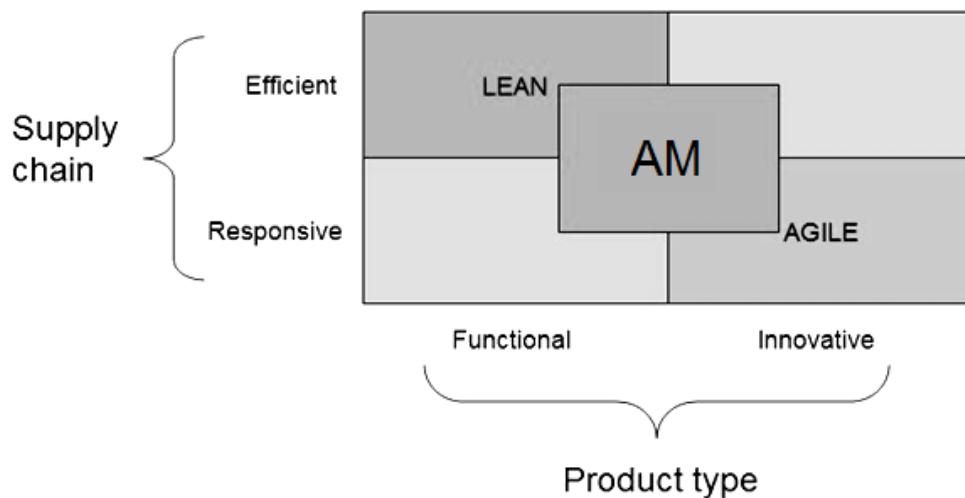 Efficient
LEAN
Supply
chain
AM
Responsive
AGILE
Functional
Innovative
Product type